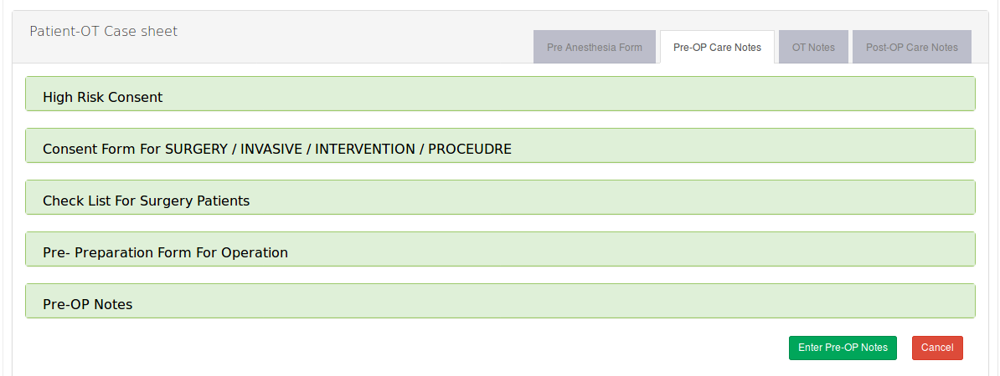 Patient-OT Case sheet
Pre Anesthesia Form
Pre-OP Care Notes
OT Notes
Post-OP Care Notes
High Risk Consent
Consent Form For SURGERY / INVASIVE / INTERVENTION / PROCEUDRE
Check List For Surgery Patients
Pre- Preparation Form For Operation
Pre-OP Notes
Enter Pre-OP Notes
Cancel